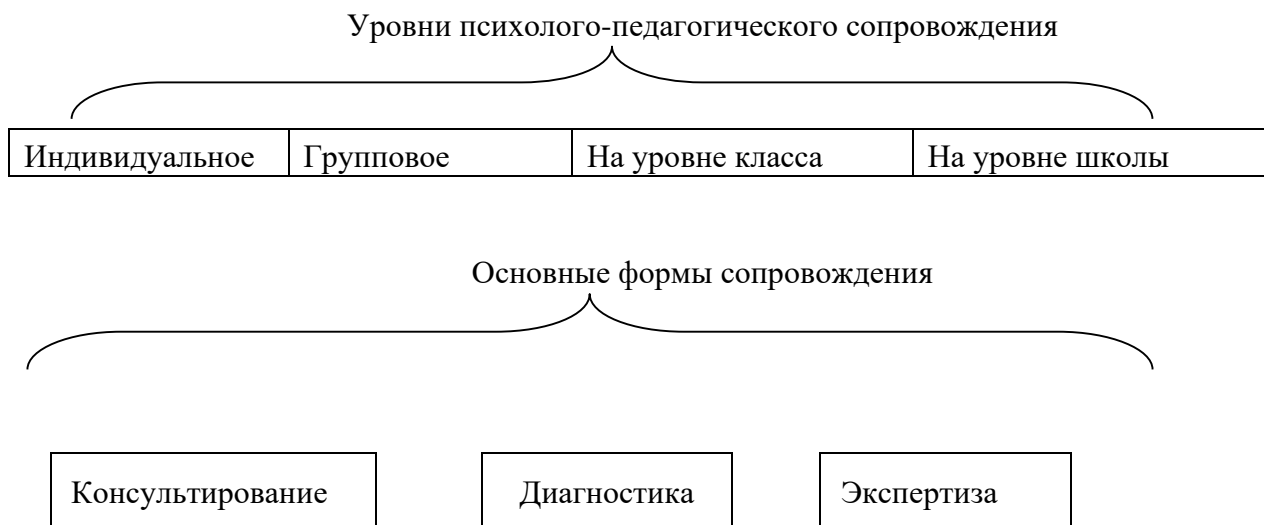 Уровни психолого-педагогического сопровождения
Индивидуальное Групповое На уровне класса На уровне школы
Основные формы сопровождения
Консультирование Диагностика Экспертиза